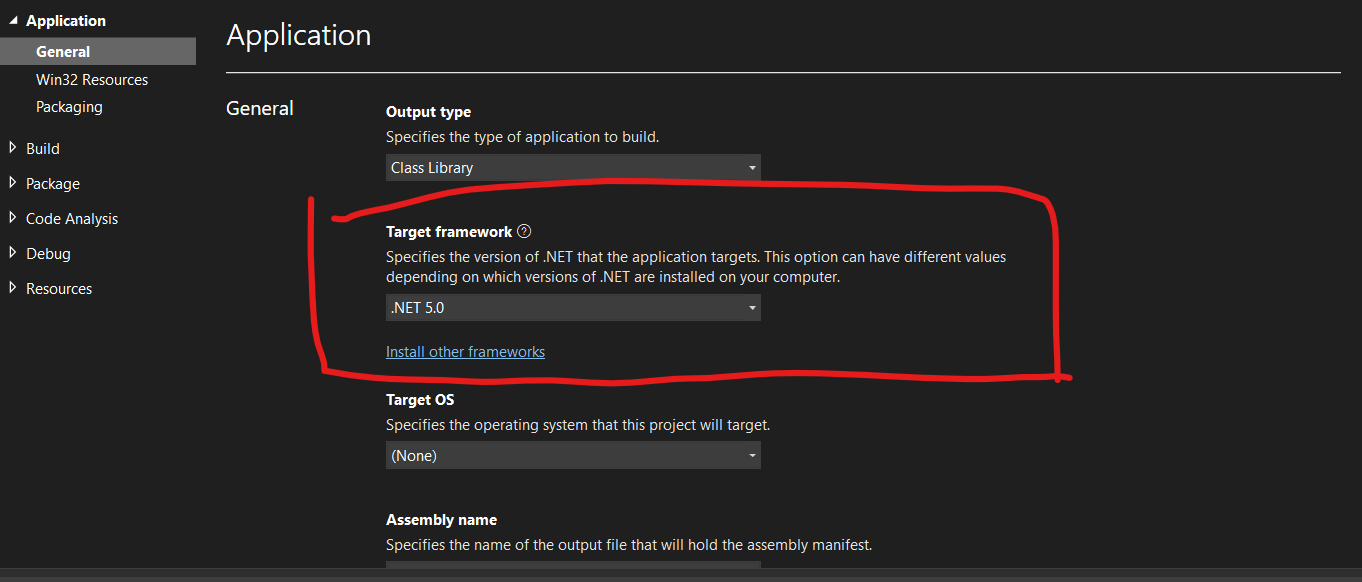 Application
General
Win32 Resources
Packaging
Build
Package
Code Analysis
Debug
Resources
Application
General
Output type
Specifies the type of application to build.
Class Library
Target framework
Specifies the version of .NET that the application targets. This option can have different values
depending on which versions of .NET are installed on your computer.
.NET 5.0
Install other frameworks
Target OS
Specifies the operating system that this project will target.
(None)
Assembly name
Specifies the name of the output file that will hold the assembly manifest.